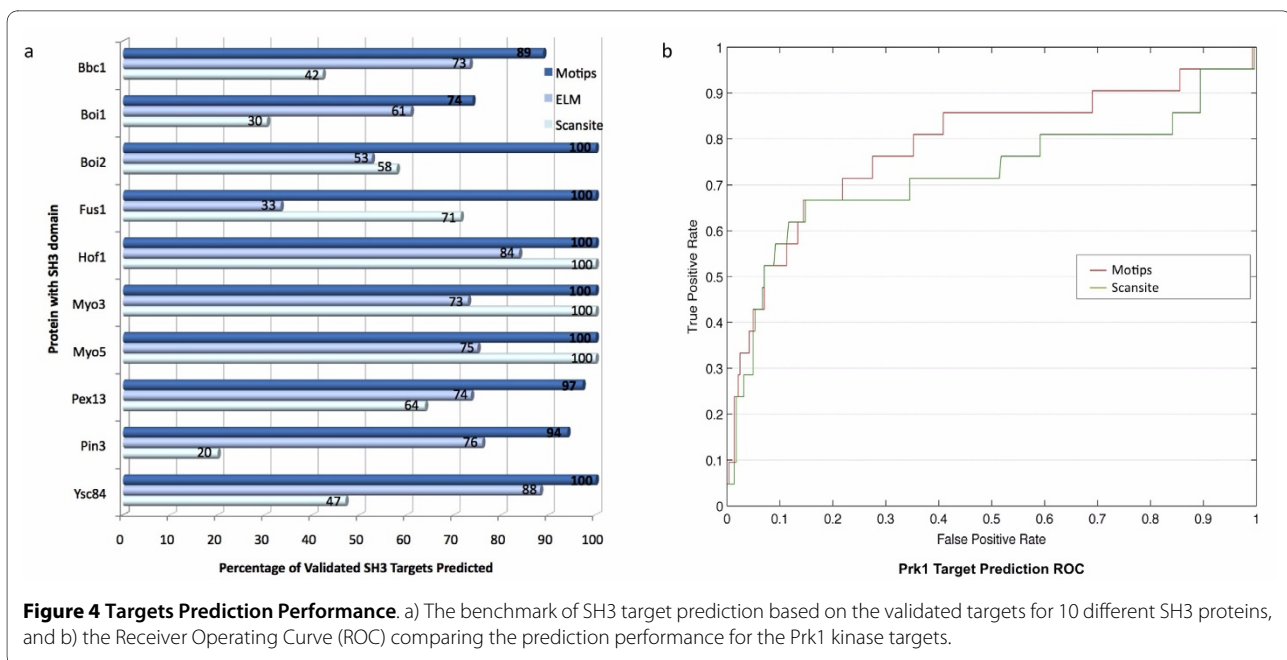 a
Protein with SH3 domain
Bbc1
89
73
42
Motips
ELM
Scansite
Boi1
74
61
30
Boi2
100
53
58
Fus1
100
33
71
Hof1
100
84
100
Myo3
100
73
100
Myo5
100
75
100
Pex13
97
74
64
Pin3
94
76
20
Ysc84
100
88
47
0 10 20 30 40 50 60 70 80 90 100
Percentage of Validated SH3 Targets Predicted
b
True Positive Rate
1
0.9
0.8
0.7
0.6
0.5
0.4
0.3
0.2
0.1
Motips
Scansite
0 0.1 0.2 0.3 0.4 0.5 0.6 0.7 0.8 0.9 1
False Positive Rate
Prk1 Target Prediction ROC
Figure 4 Targets Prediction Performance. a) The benchmark of SH3 target prediction based on the validated targets for 10 different SH3 proteins,
and b) the Receiver Operating Curve (ROC) comparing the prediction performance for the Prk1 kinase targets.